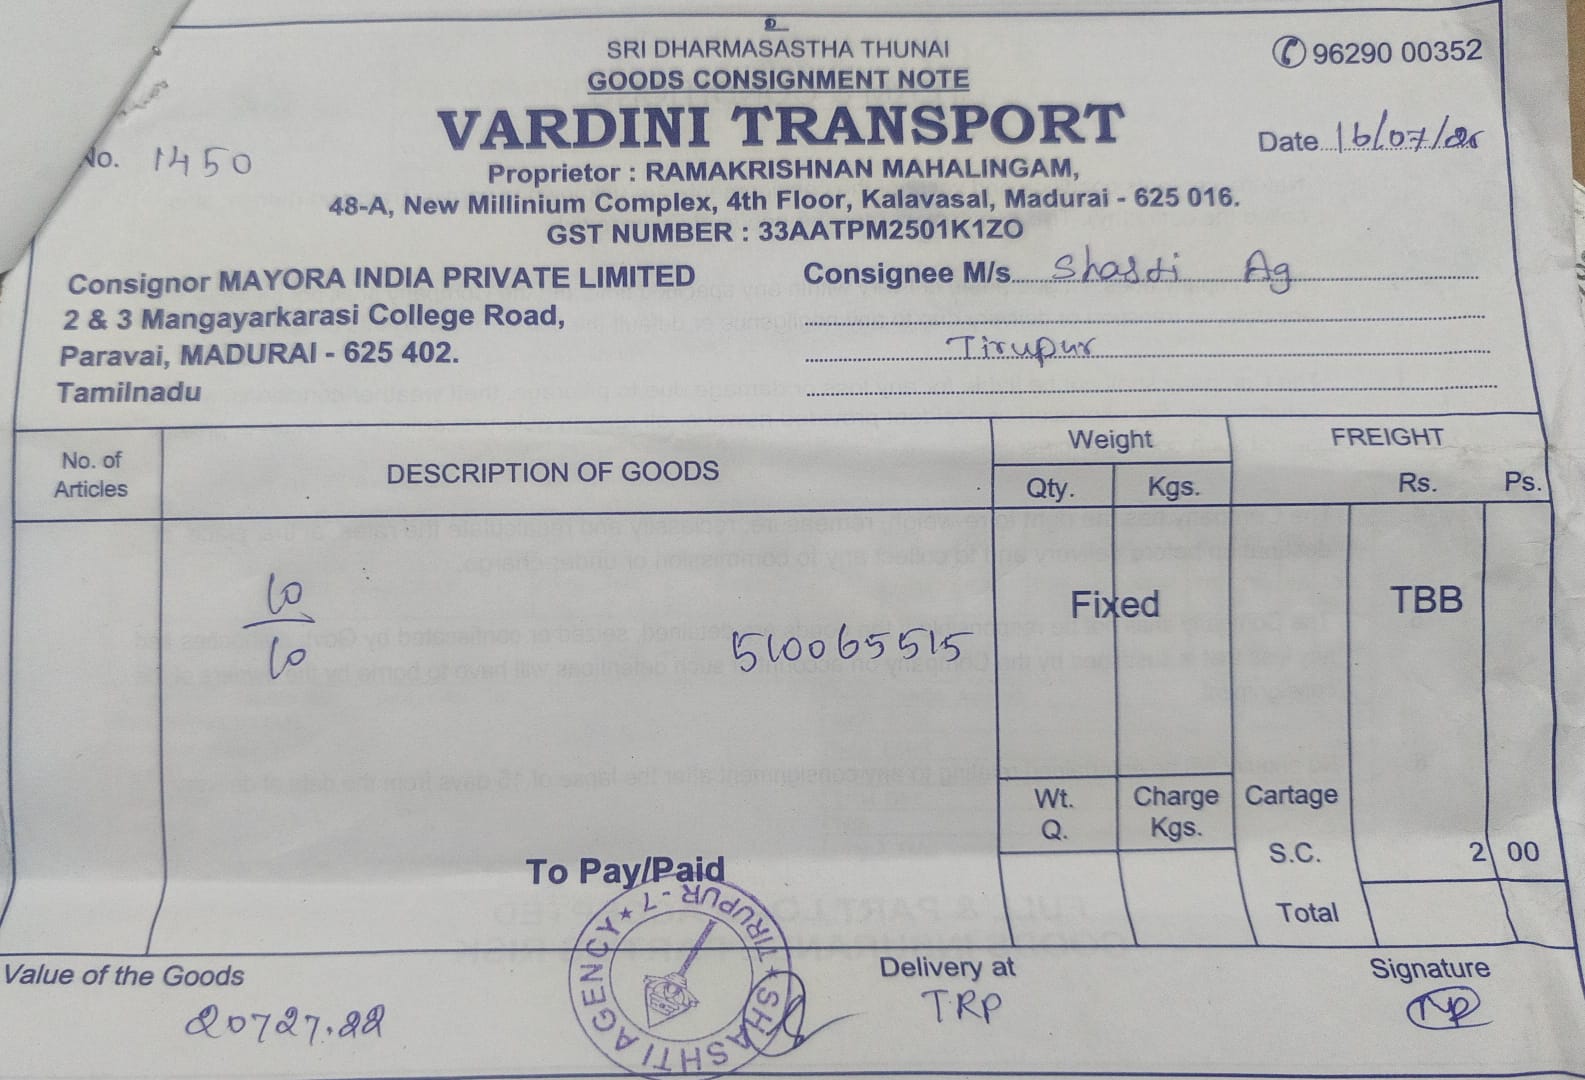 SRI DHARMASASTHA THUNAI
GOODS CONSIGNMENT NOTE
96290 00352
VARDINI TRANSPORT
No. 1450
Date 16/07/26
Proprietor : RAMAKRISHNAN MAHALINGAM,
48-A, New Millinium Complex, 4th Floor, Kalavasal, Madurai - 625 016.
GST NUMBER : 33AATPM2501K1ZO
Consignor MAYORA INDIA PRIVATE LIMITED
2 & 3 Mangayarkarasi College Road,
Paravai, MADURAI - 625 402.
Tamilnadu
Consignee M/s. Shasti Ag
Tirupur
No. of Articles
DESCRIPTION OF GOODS
Weight
Qty. Kgs.
FREIGHT
Rs. Ps.
10
10
510065515
Fixed
TBB
Wt. Q.
Charge Kgs.
Cartage
S.C. 2 00
Total
To Pay/Paid
SHASHTI AGENCY ★ TIRUPUR - 7 ★
Value of the Goods
20727.22
Delivery at
TRP
Signature